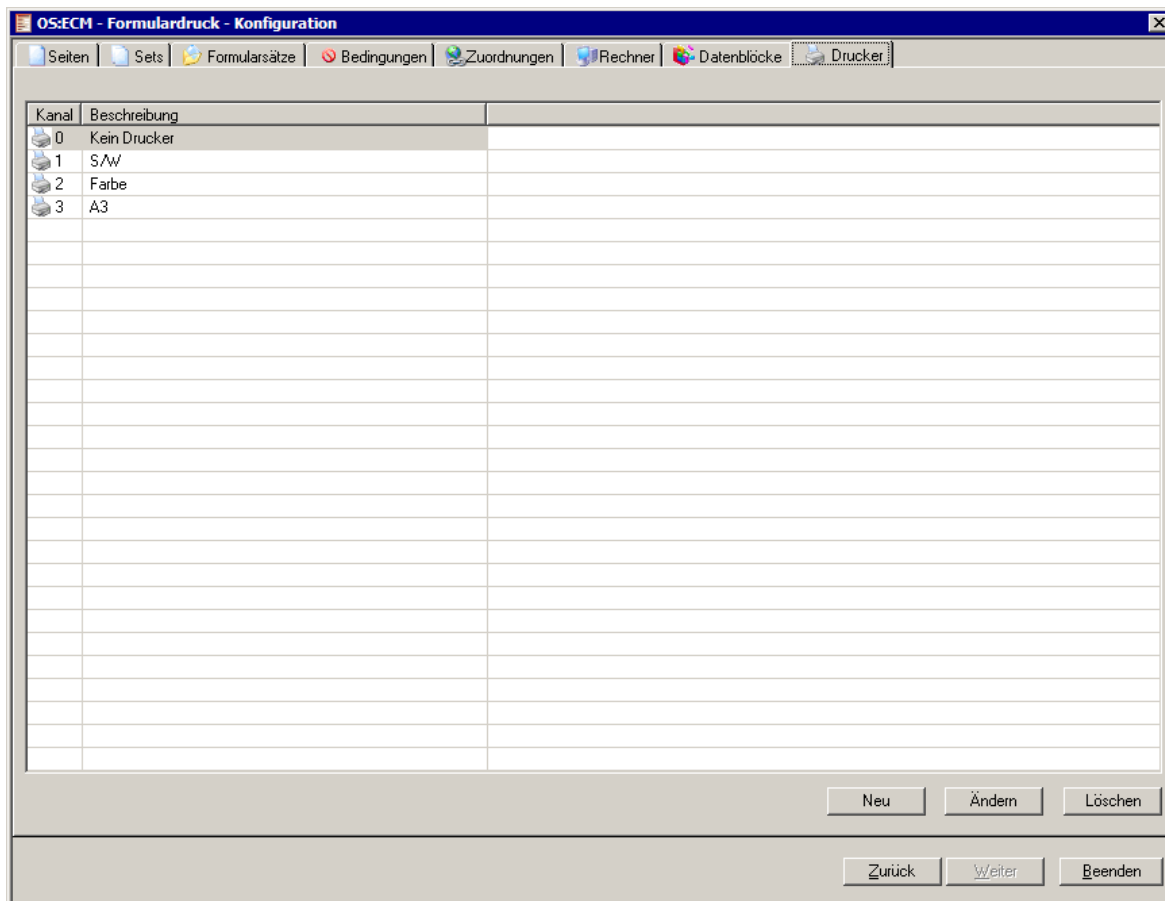 OS:ECM - Formulardruck - Konfiguration
Seiten Sets Formularsätze Bedingungen Zuordnungen Rechner Datenblöcke Drucker
Kanal Beschreibung
0 Kein Drucker
1 S/W
2 Farbe
3 A3
Neu Ändern Löschen
Zurück Weiter Beenden